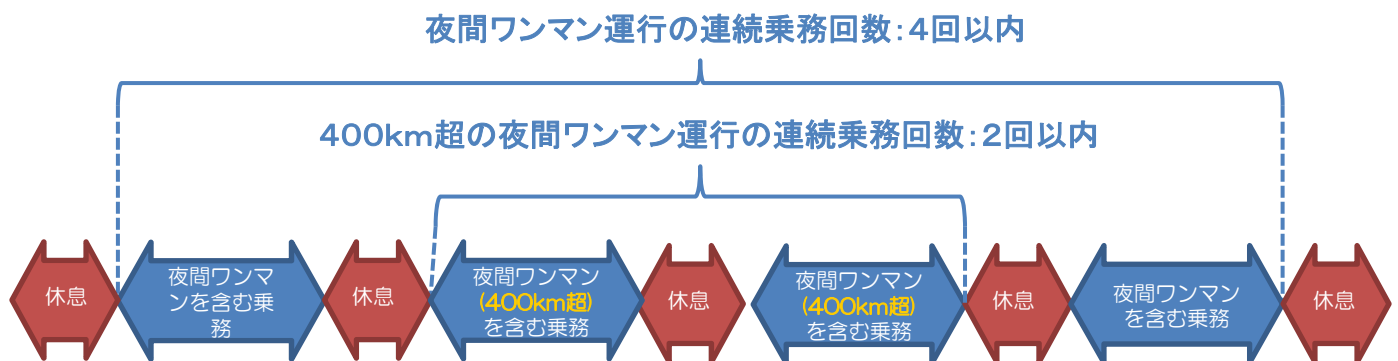 夜間ワンマン運行の連続乗務回数:4回以内
400km超の夜間ワンマン運行の連続乗務回数:2回以内
休息
夜間ワンマ
ンを含む乗
務
休息
夜間ワンマン
(400km超)
を含む乗務
休息
夜間ワンマン
(400km超)
を含む乗務
休息
夜間ワンマン
を含む乗務
休息